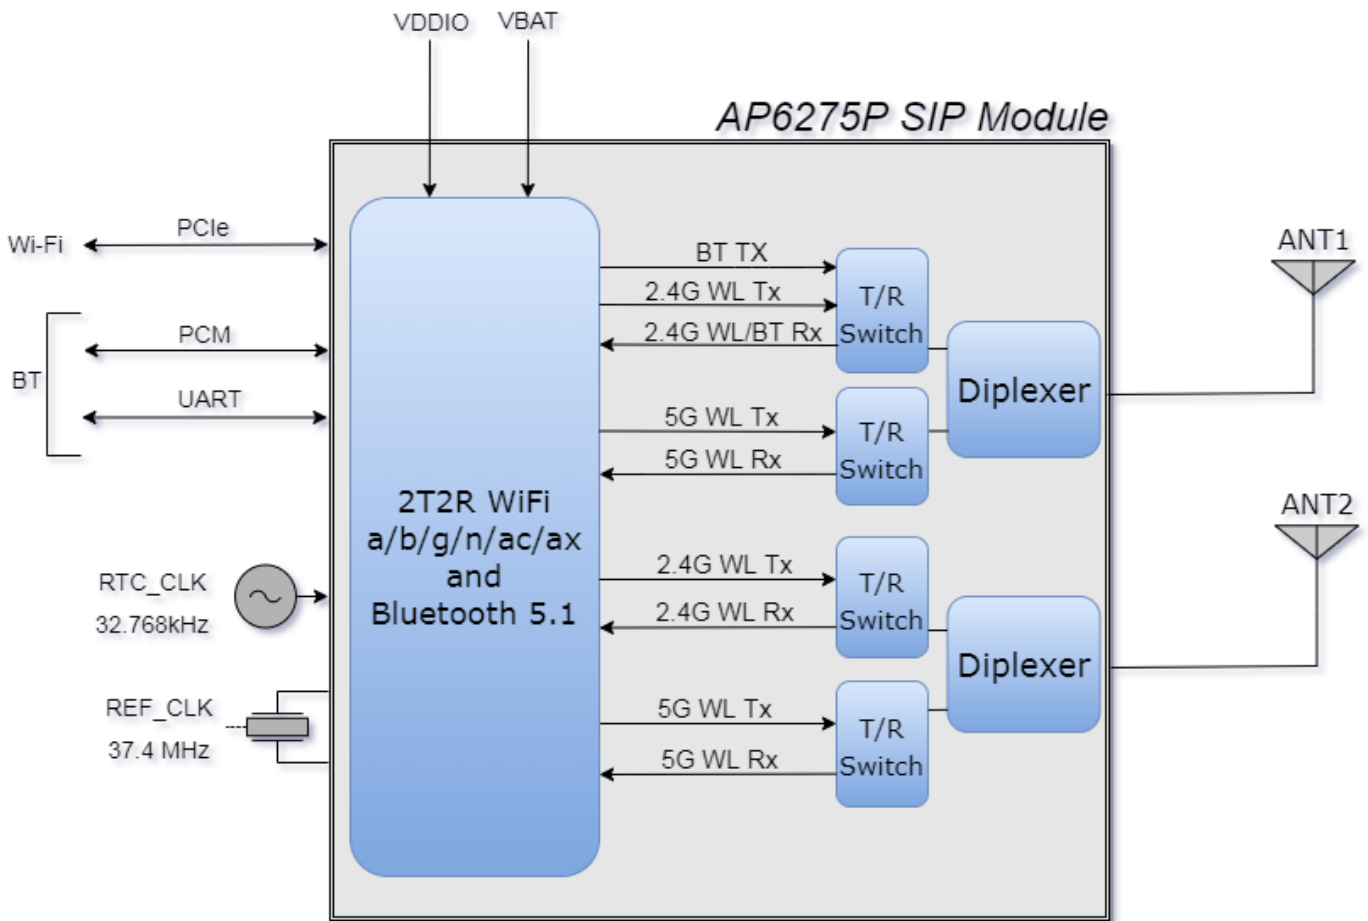 VDDIO
VBAT
AP6275P SIP Module
Wi-Fi
PCIe
BT
PCM
UART
RTC_CLK
32.768kHz
REF_CLK
37.4 MHz
2T2R WiFi
a/b/g/n/ac/ax
and
Bluetooth 5.1
BT TX
2.4G WL Tx
2.4G WL/BT Rx
T/R
Switch
5G WL Tx
5G WL Rx
T/R
Switch
Diplexer
ANT1
2.4G WL Tx
2.4G WL Rx
T/R
Switch
5G WL Tx
5G WL Rx
T/R
Switch
Diplexer
ANT2